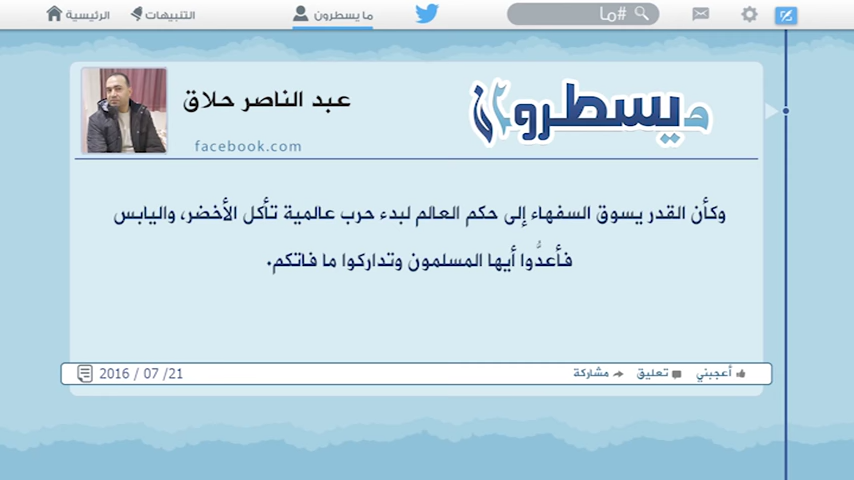 الرئيسية
التنبيهات
ما يسطرون
#ما
عبد الناصر حلاق
facebook.com
وكأن القدر يسوق السفهاء إلى حكم العالم لبدء حرب عالمية تأكل الأخضر، واليابس
فأعدُّوا أيها المسلمون وتداركوا ما فاتكم.
أعجبني
تعليق
مشاركة
2016 / 07 /21